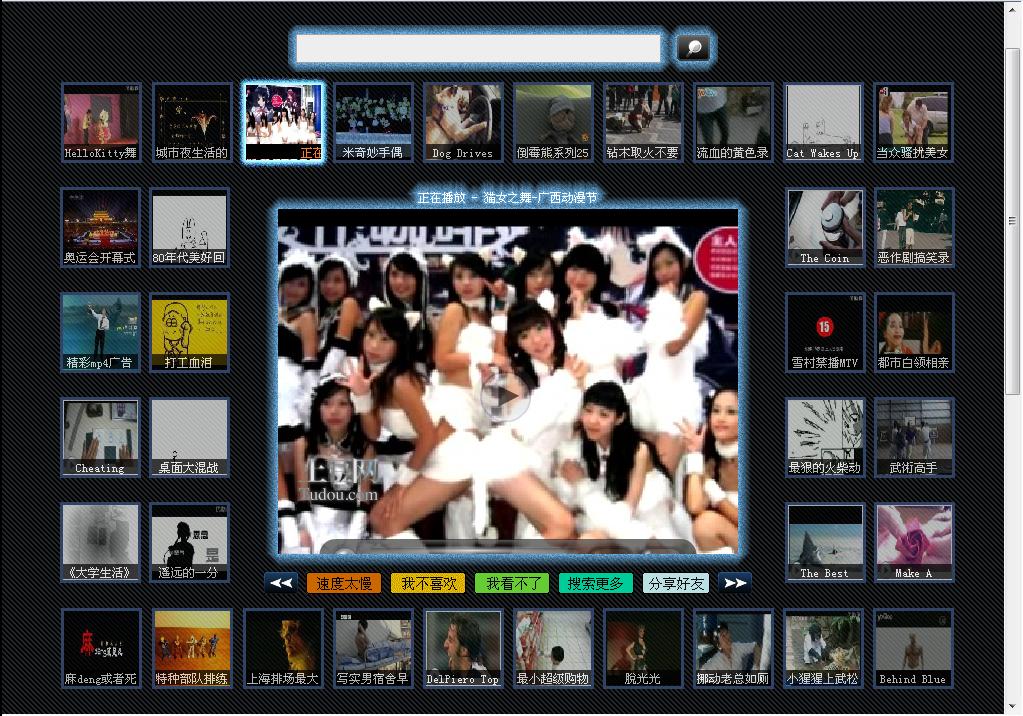 HelloKitty舞
城市夜生活的
正在
米奇妙手偶
Dog Drives
倒霉熊系列25
钻木取火不要
流血的黄色录
Cat Wakes Up
当众骚扰美女
正在播放 - 猫女之舞-广西动漫节
奥运会开幕式
80年代美好回
The Coin
恶作剧搞笑录
主人
精彩mp4广告
打工血泪
15
雪村禁播MTV
都市白领相亲
Cheating
桌面大混战
最狠的火柴动
武術高手
土豆网
Tudou.com
《大学生活》
遥远的一分
The Best
Make A
速度太慢
我不喜欢
我看不了
搜索更多
分享好友
麻
麻deng或者死
特种部队排练
上海排场最大
写实男宿舍早
DelPiero Top
最小超级购物
脱光光
挪动老总如厕
小猩猩上武松
Behind Blue